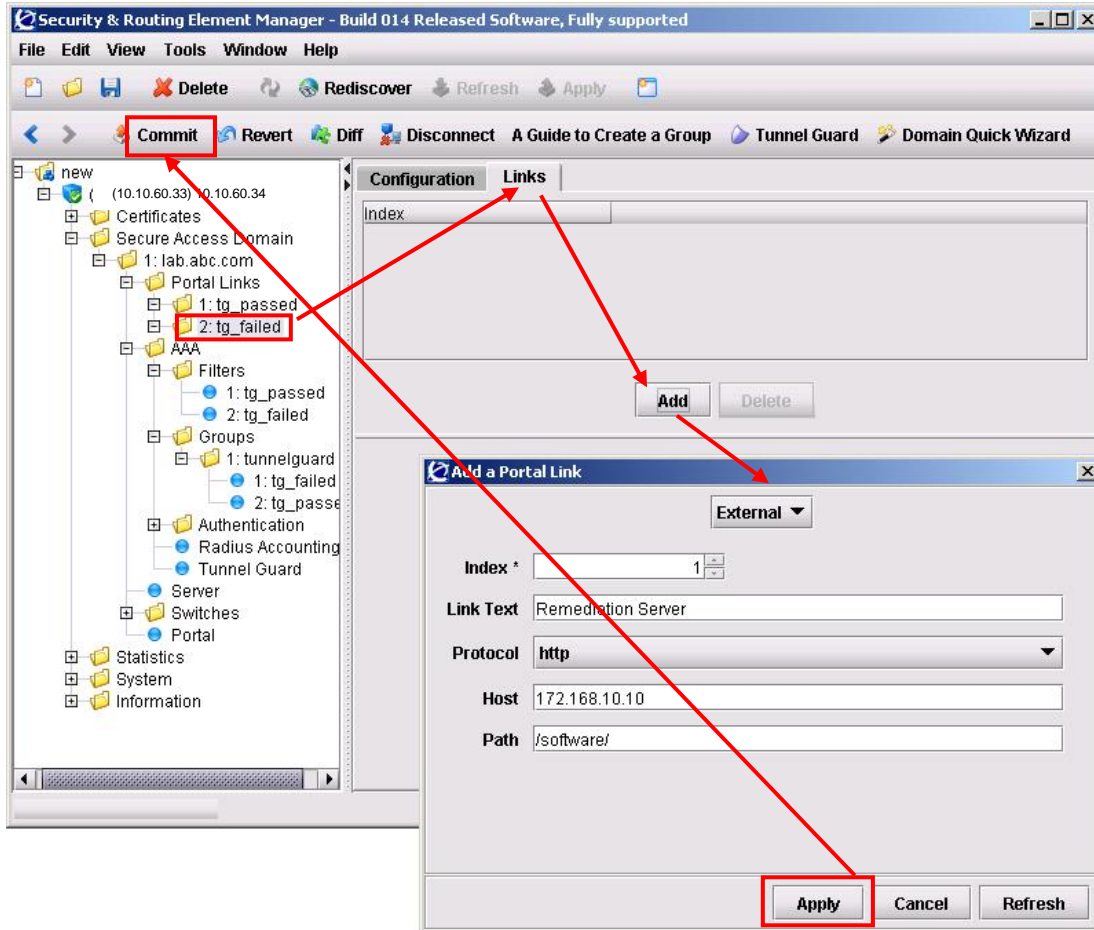 Security & Routing Element Manager - Build 014 Released Software, Fully supported
File Edit View Tools Window Help
Delete Rediscover Refresh Apply
Commit Revert Diff Disconnect A Guide to Create a Group Tunnel Guard Domain Quick Wizard
new
( (10.10.60.33) 10.10.60.34
Certificates
Secure Access Domain
1: lab.abc.com
Portal Links
1: tg_passed
2: tg_failed
AAA
Filters
1: tg_passed
2: tg_failed
Groups
1: tunnelguard
1: tg_failed
2: tg_passe
Authentication
Radius Accounting
Tunnel Guard
Server
Switches
Portal
Statistics
System
Information
Configuration Links
Index
Add Delete
Add a Portal Link
External
Index * 1
Link Text Remediation Server
Protocol http
Host 172.168.10.10
Path /software/
Apply Cancel Refresh